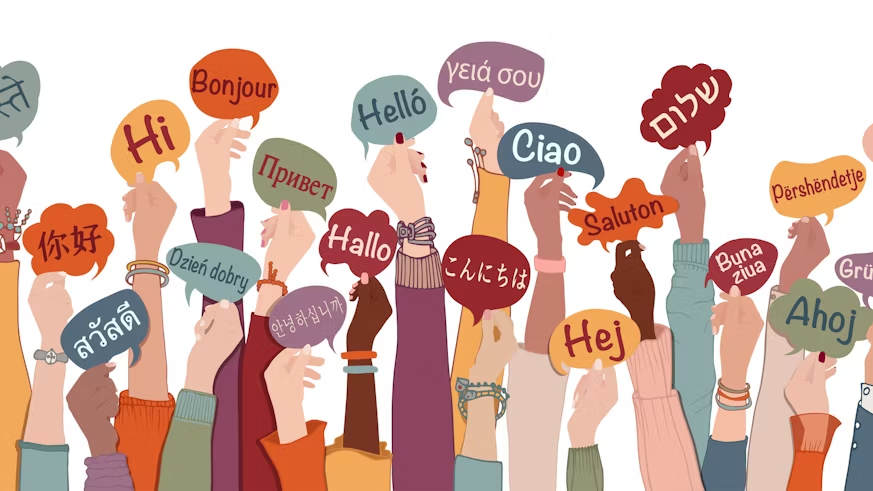 Bonjour
γειά σου
Helló
Hi
שלום
Ciao
Привет
Përshëndetje
Saluton
你好
Hallo
Dzień dobry
こんにちは
Buna
ziua
안녕하십니까
สวัสดี
Hej
Ahoj